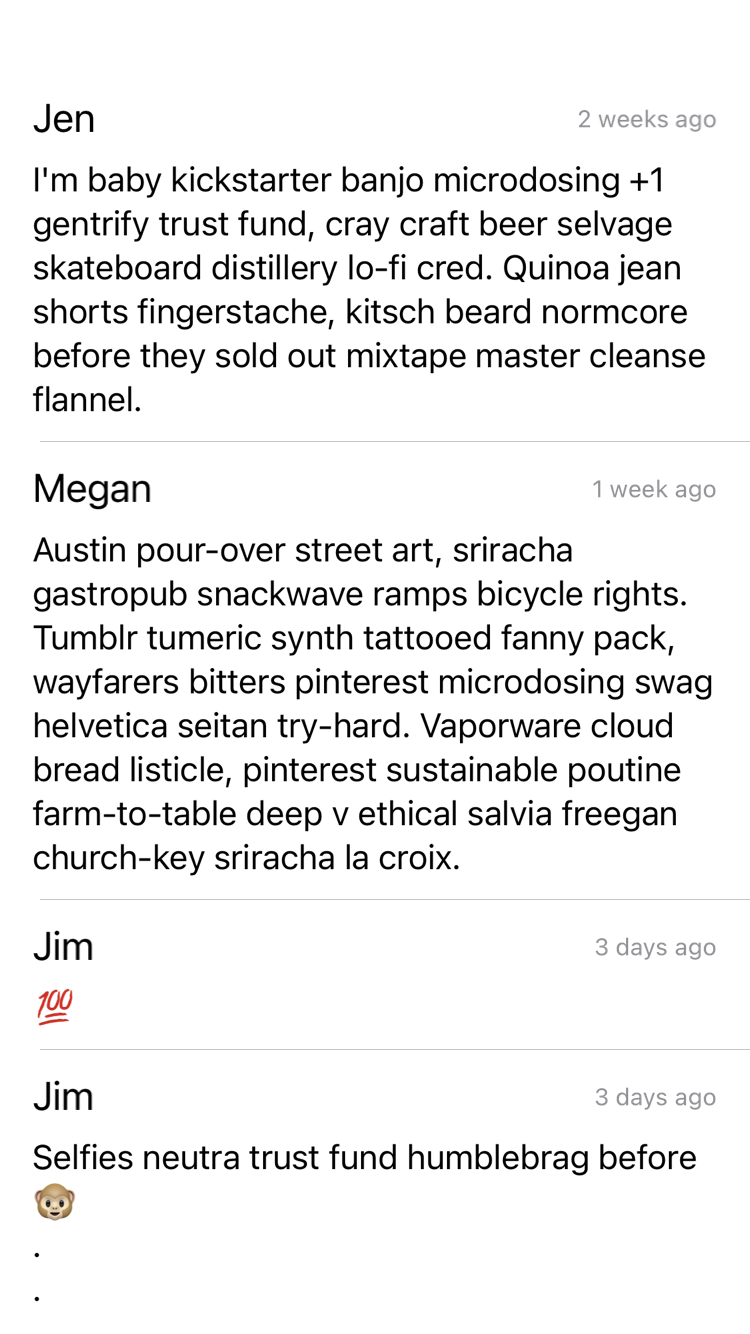 Jen
2 weeks ago
I'm baby kickstarter banjo microdosing +1
gentrify trust fund, cray craft beer selvage
skateboard distillery lo-fi cred. Quinoa jean
shorts fingerstache, kitsch beard normcore
before they sold out mixtape master cleanse
flannel.
Megan
1 week ago
Austin pour-over street art, sriracha
gastropub snackwave ramps bicycle rights.
Tumblr tumeric synth tattooed fanny pack,
wayfarers bitters pinterest microdosing swag
helvetica seitan try-hard. Vaporware cloud
bread listicle, pinterest sustainable poutine
farm-to-table deep v ethical salvia freegan
church-key sriracha la croix.
Jim
3 days ago
💯
Jim
3 days ago
Selfies neutra trust fund humblebrag before
🐵
.
.